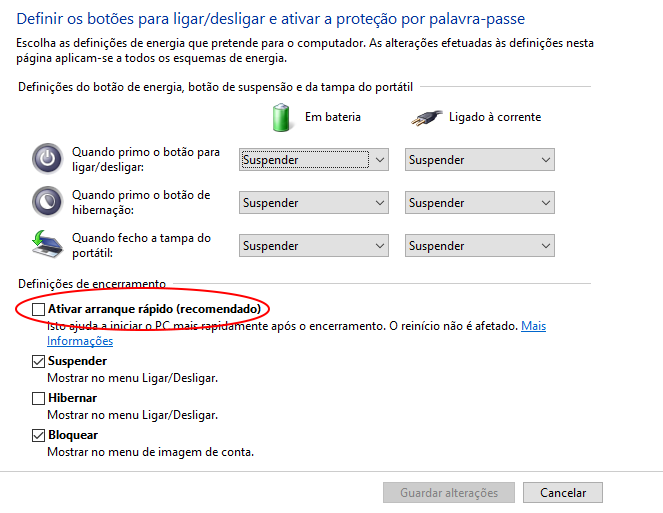 Definir os botões para ligar/desligar e ativar a proteção por palavra-passe
Escolha as definições de energia que pretende para o computador. As alterações efetuadas às definições nesta
página aplicam-se a todos os esquemas de energia.
Definições do botão de energia, botão de suspensão e da tampa do portátil
Em bateria
Ligado à corrente
Quando primo o botão para
ligar/desligar:
Suspender
Suspender
Quando primo o botão de
hibernação:
Suspender
Suspender
Quando fecho a tampa do
portátil:
Suspender
Suspender
Definições de encerramento
Ativar arranque rápido (recomendado)
Isto ajuda a iniciar o PC mais rapidamente após o encerramento. O reinício não é afetado. Mais
Informações
Suspender
Mostrar no menu Ligar/Desligar.
Hibernar
Mostrar no menu Ligar/Desligar.
Bloquear
Mostrar no menu de imagem de conta.
Guardar alterações
Cancelar